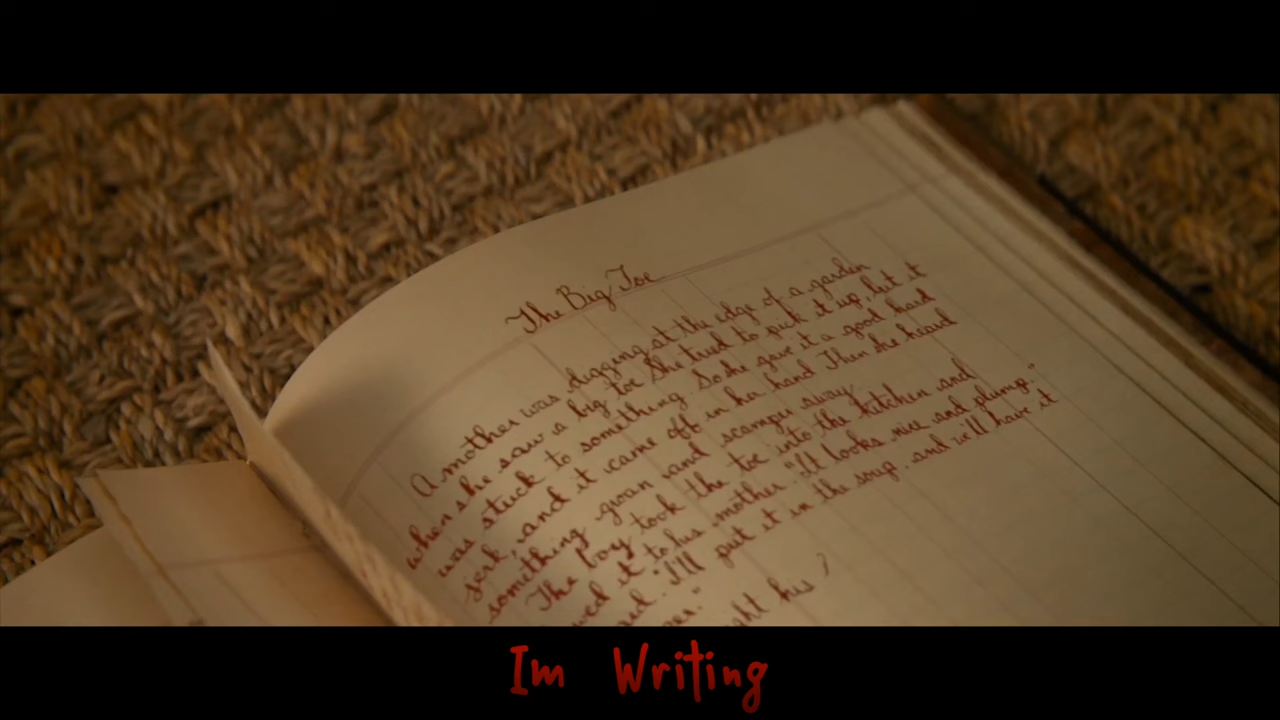 The Big Toe
A mother was digging at the edge of a garden
when she saw a big toe She tried to pick it up, but it
was stuck to something. So she gave it a good hard
jerk, and it came off in her hand Then she heard
something groan and scamper away
The boy took the toe into the kitchen and
it to his mother "I'll looks nice and plump."
"I'll put it in the soup, and we'll have it
his
Im Writing